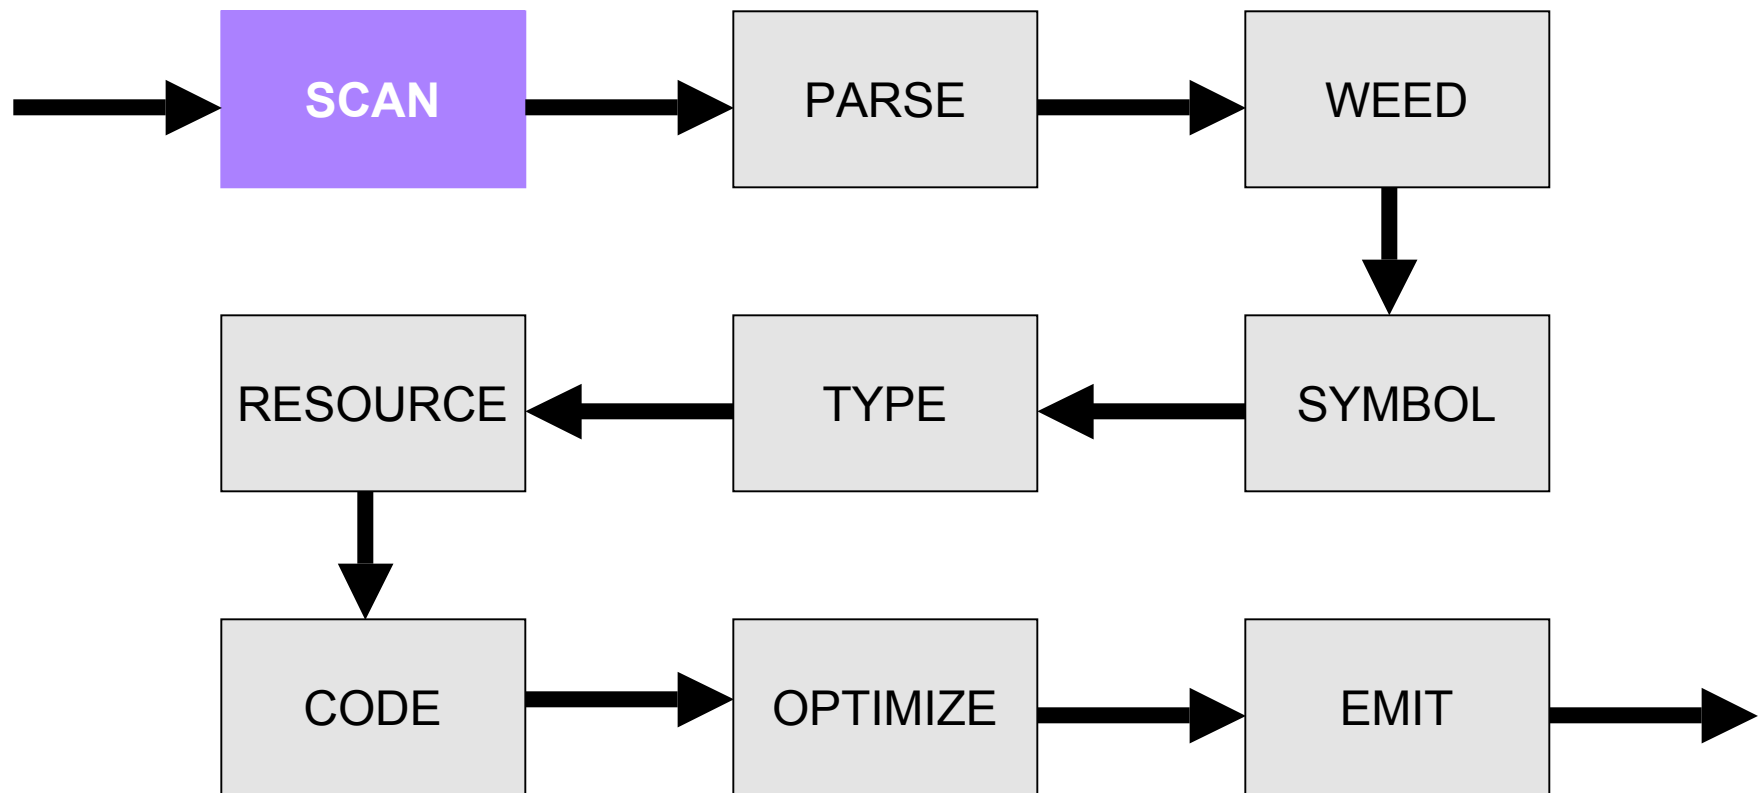 SCAN
PARSE
WEED
SYMBOL
TYPE
RESOURCE
CODE
OPTIMIZE
EMIT